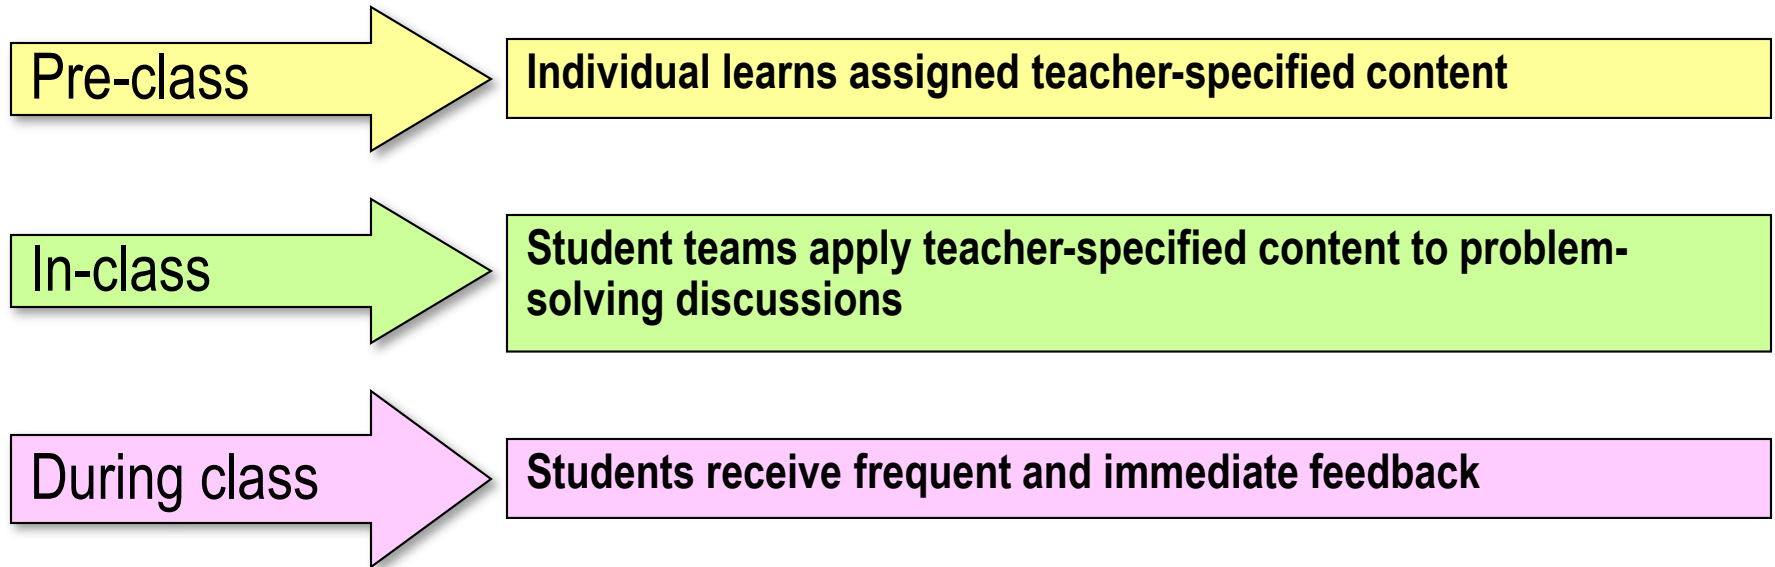 Pre-class
Individual learns assigned teacher-specified content
In-class
Student teams apply teacher-specified content to problem-
solving discussions
During class
Students receive frequent and immediate feedback